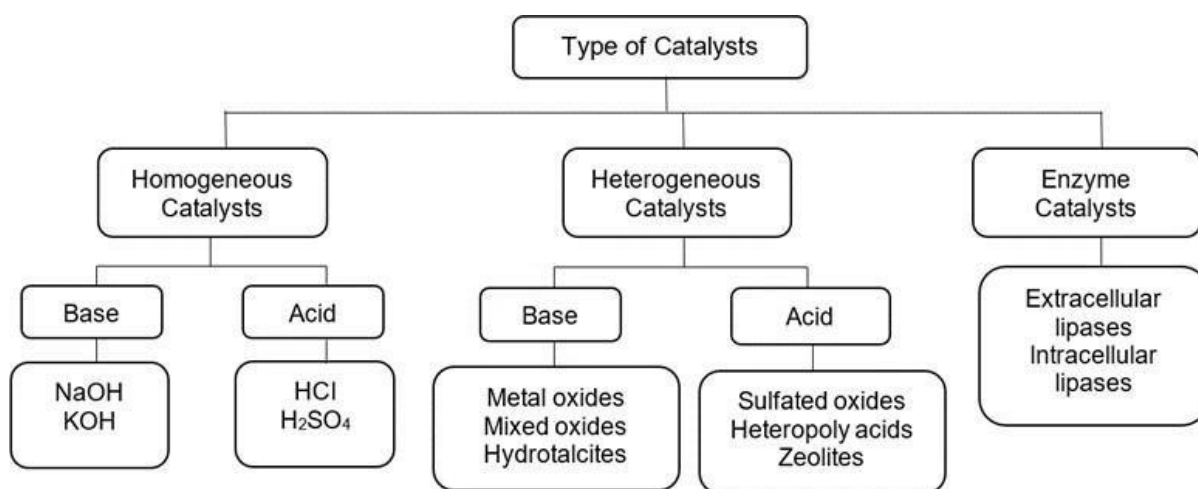 Type of Catalysts
Homogeneous
Catalysts
Heterogeneous
Catalysts
Enzyme
Catalysts
Base
Acid
Base
Acid
NaOH
KOH
HCl
H₂SO₄
Metal oxides
Mixed oxides
Hydrotalcites
Sulfated oxides
Heteropoly acids
Zeolites
Extracellular
lipases
Intracellular
lipases